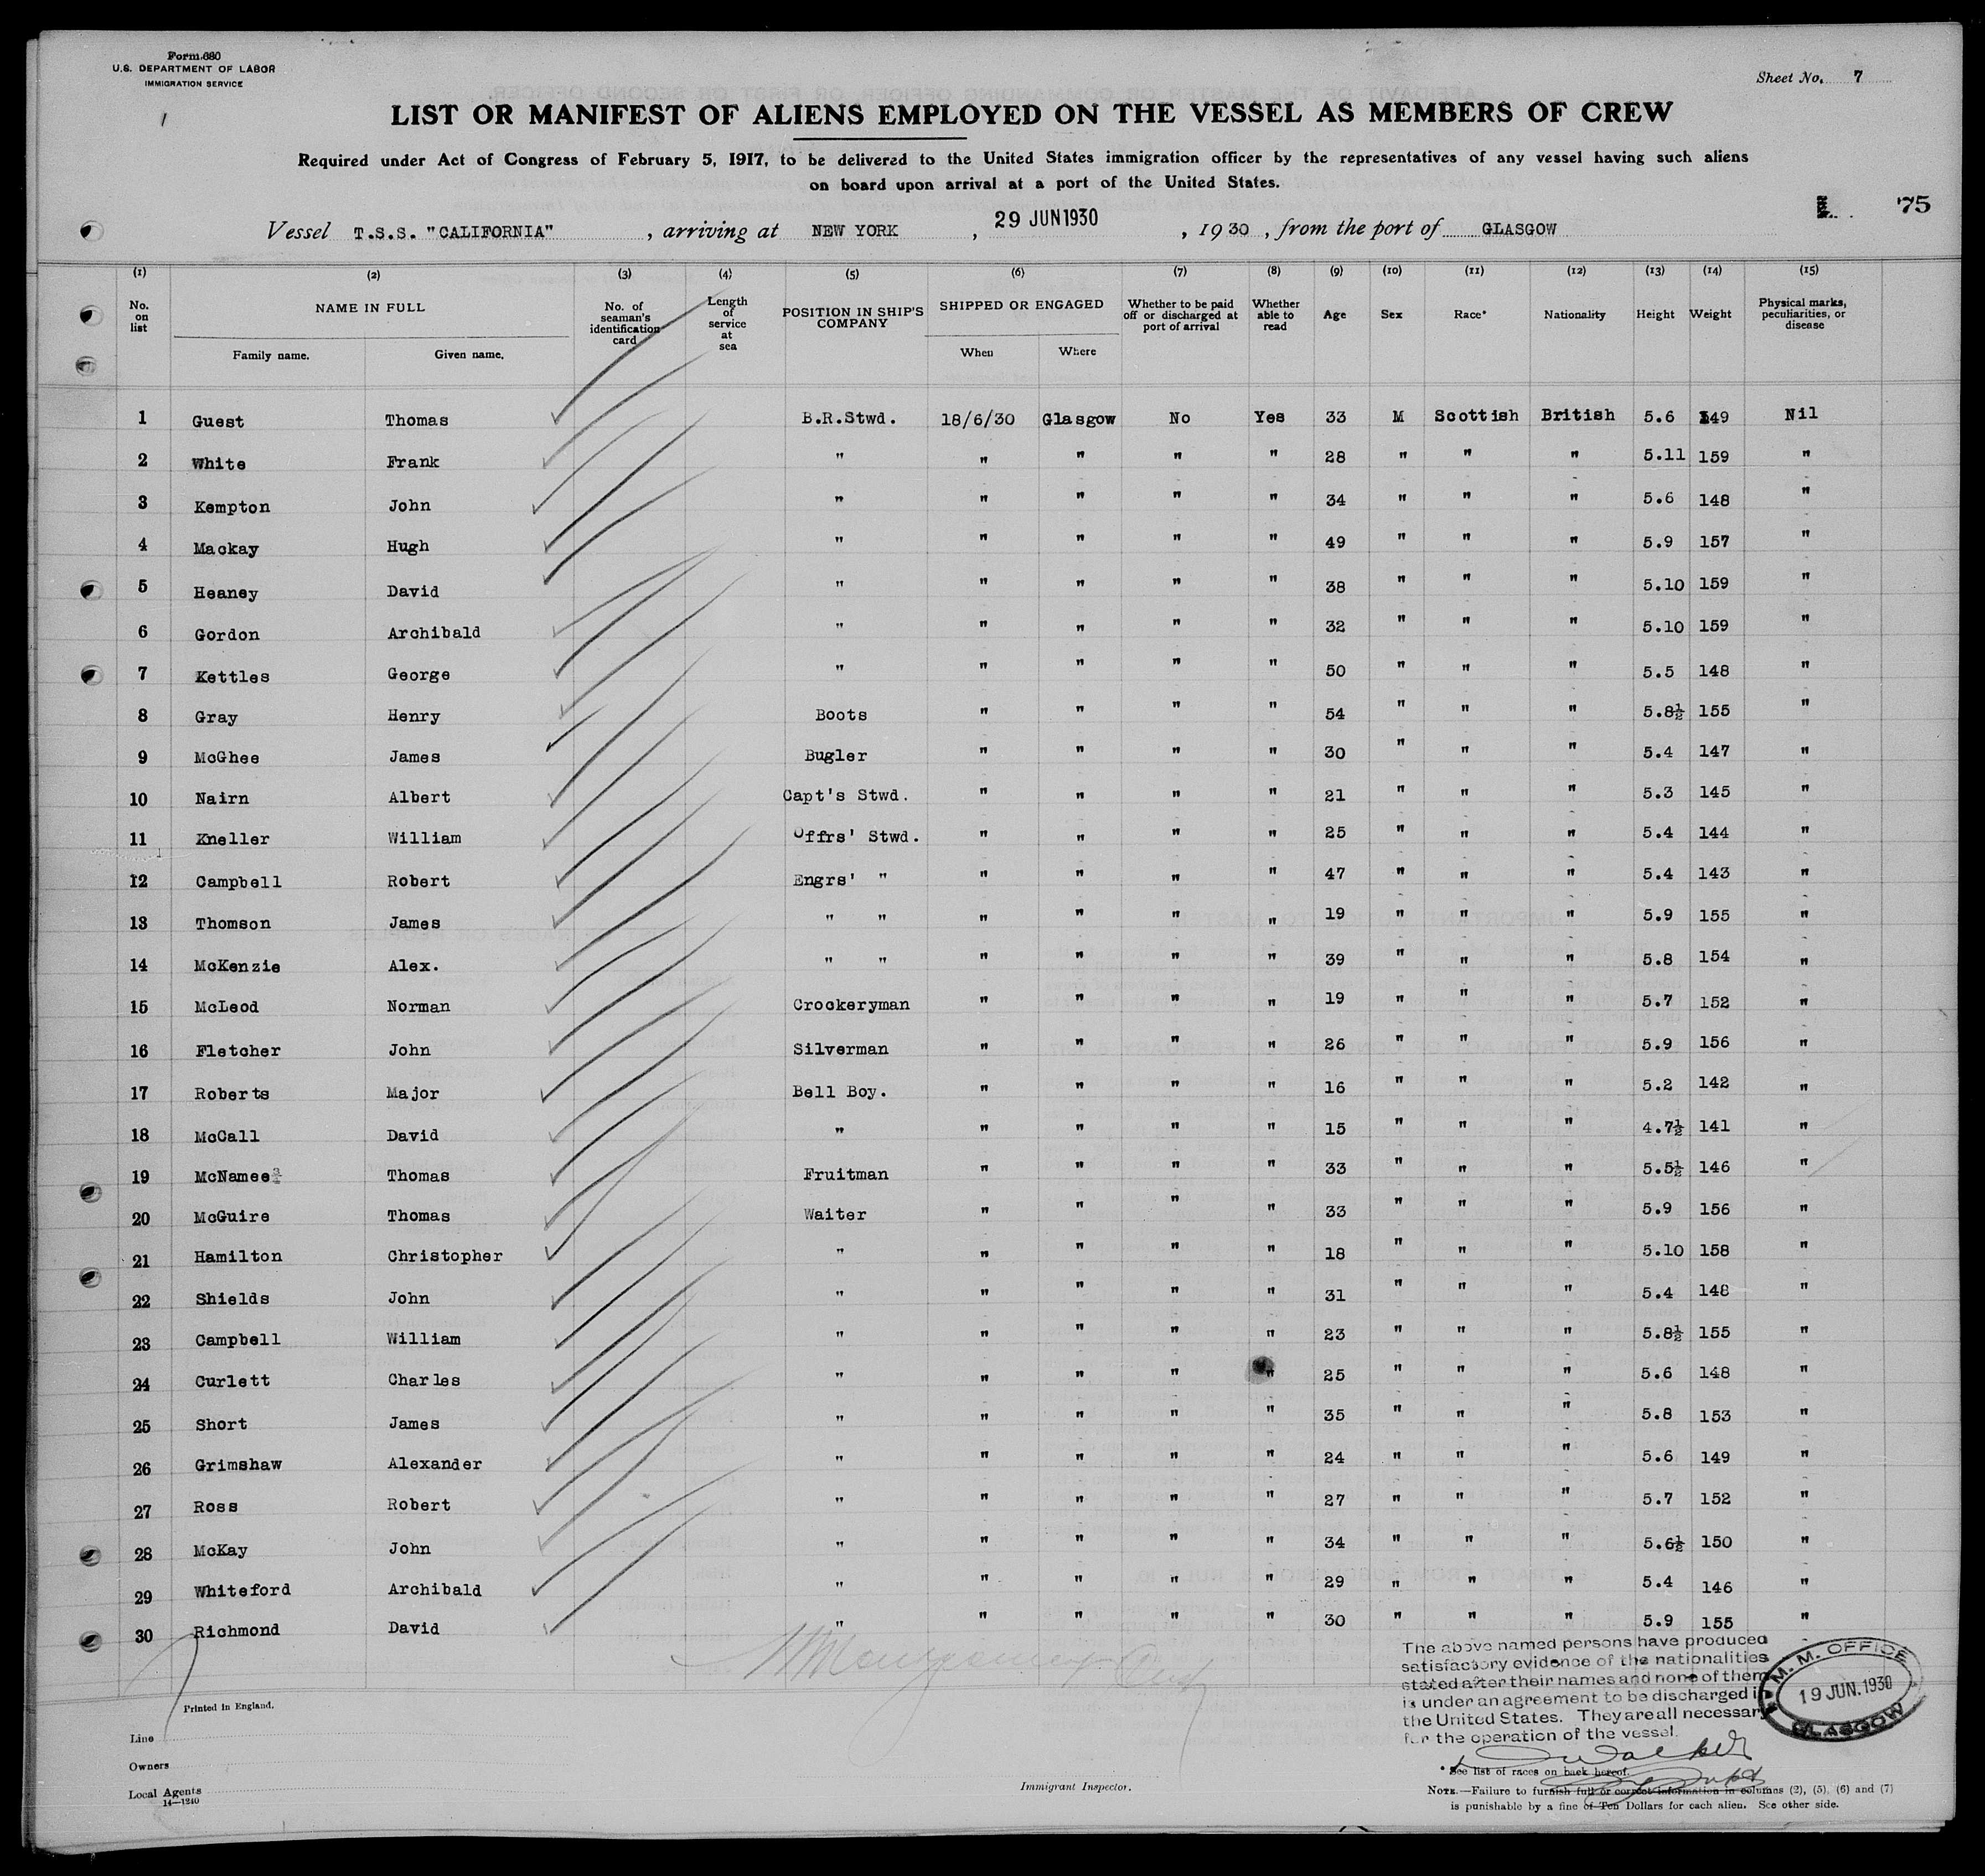 Form 680
U.S. DEPARTMENT OF LABOR
IMMIGRATION SERVICE
Sheet No. 7
LIST OR MANIFEST OF ALIENS EMPLOYED ON THE VESSEL AS MEMBERS OF CREW
Required under Act of Congress of February 5, 1917, to be delivered to the United States immigration officer by the representatives of any vessel having such aliens
on board upon arrival at a port of the United States.
75
Vessel T.S.S. "CALIFORNIA", arriving at NEW YORK, 29 JUN 1930, 1930, from the port of GLASGOW
(1) (2) (3) (4) (5) (6) (7) (8) (9) (10) (11) (12) (13) (14) (15)
No. on list NAME IN FULL Family name. Given name. No. of seaman's identification card Length of service at sea POSITION IN SHIP'S COMPANY SHIPPED OR ENGAGED When Where Whether to be paid off or discharged at port of arrival Whether able to read Age Sex Race* Nationality Height Weight Physical marks, peculiarities, or disease
1 Guest Thomas B.R.Stwd. 18/6/30 Glasgow No Yes 33 M Scottish British 5.6 149 Nil
2 White Frank " " " " " 28 " " " 5.11 159 "
3 Kempton John " " " " " 34 " " " 5.6 148 "
4 Mackay Hugh " " " " " 49 " " " 5.9 157 "
5 Heaney David " " " " " 38 " " " 5.10 159 "
6 Gordon Archibald " " " " " 32 " " " 5.10 159 "
7 Kettles George " " " " " 50 " " " 5.5 148 "
8 Gray Henry Boots " " " " 54 " " " 5.8½ 155 "
9 McGhee James Bugler " " " " 30 " " " 5.4 147 "
10 Nairn Albert Capt's Stwd. " " " " 21 " " " 5.3 145 "
11 Kneller William Offrs' Stwd. " " " " 25 " " " 5.4 144 "
12 Campbell Robert Engrs' " " " " " 47 " " " 5.4 143 "
13 Thomson James " " " " " " 19 " " " 5.9 155 "
14 McKenzie Alex. " " " " " " 39 " " " 5.8 154 "
15 McLeod Norman Crockeryman " " " " 19 " " " 5.7 152 "
16 Fletcher John Silverman " " " " 26 " " " 5.9 156 "
17 Roberts Major Bell Boy. " " " " 16 " " " 5.2 142 "
18 McCall David " " " " " 15 " " " 4.7½ 141 "
19 McNamee Thomas Fruitman " " " " 33 " " " 5.5½ 146 "
20 McGuire Thomas Waiter " " " " 33 " " " 5.9 156 "
21 Hamilton Christopher " " " " " 18 " " " 5.10 158 "
22 Shields John " " " " " 31 " " " 5.4 148 "
23 Campbell William " " " " " 23 " " " 5.8½ 155 "
24 Curlett Charles " " " " " 25 " " " 5.6 148 "
25 Short James " " " " " 35 " " " 5.8 153 "
26 Grimshaw Alexander " " " " " 24 " " " 5.6 149 "
27 Ross Robert " " " " " 27 " " " 5.7 152 "
28 McKay John " " " " " 34 " " " 5.6½ 150 "
29 Whiteford Archibald " " " " " 29 " " " 5.4 146 "
30 Richmond David " " " " " 30 " " " 5.9 155 "
The above named persons have produced
satisfactory evidence of the nationalities
stated after their names and none of them
is under an agreement to be discharged in
the United States. They are all necessary
for the operation of the vessel.
M.M. OFFICE
19 JUN. 1930
GLASGOW
Printed in England.
Line
Owners
Local Agents
14—1240
Immigrant Inspector.
* See list of races on back hereof.
NOTE.—Failure to furnish full or correct information in columns (2), (5), (6) and (7)
is punishable by a fine of Ten Dollars for each alien. See other side.